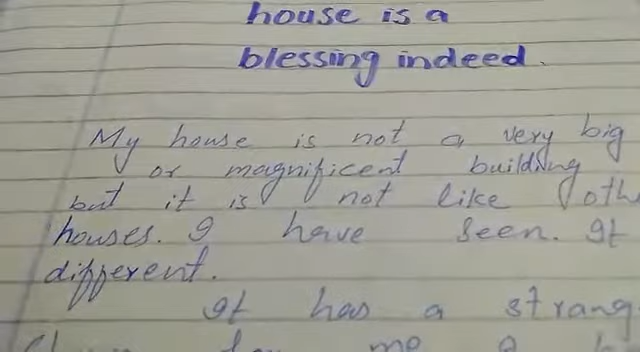 house is a
blessing indeed.
My house is not a very big
or magnificent building
but it is not like oth
houses. I have seen. It
different.
It has a strang
me a